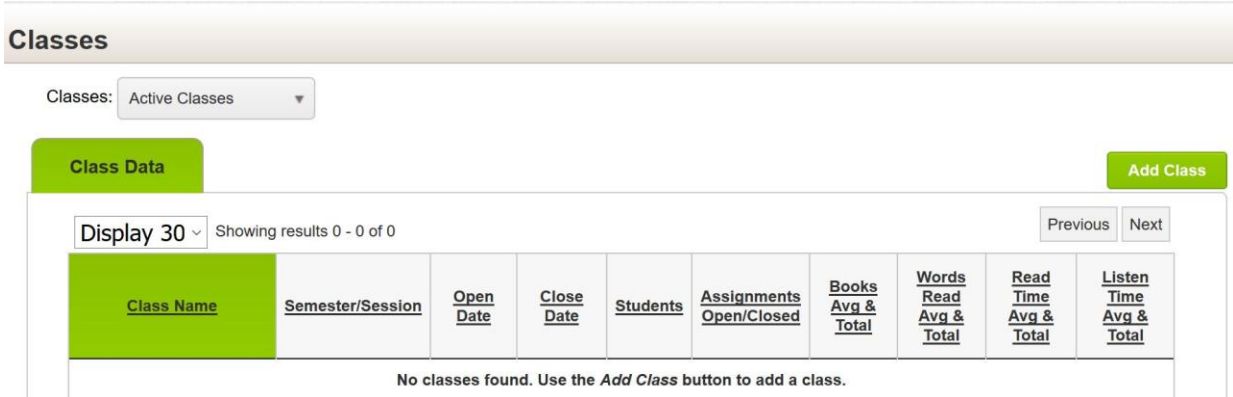 Classes
Classes: Active Classes
Class Data
Add Class
Display 30 Showing results 0 - 0 of 0
Previous Next
Class Name
Semester/Session
Open
Date
Close
Date
Students
Assignments
Open/Closed
Books
Avg &
Total
Words
Read
Avg &
Total
Read
Time
Avg &
Total
Listen
Time
Avg &
Total
No classes found. Use the Add Class button to add a class.